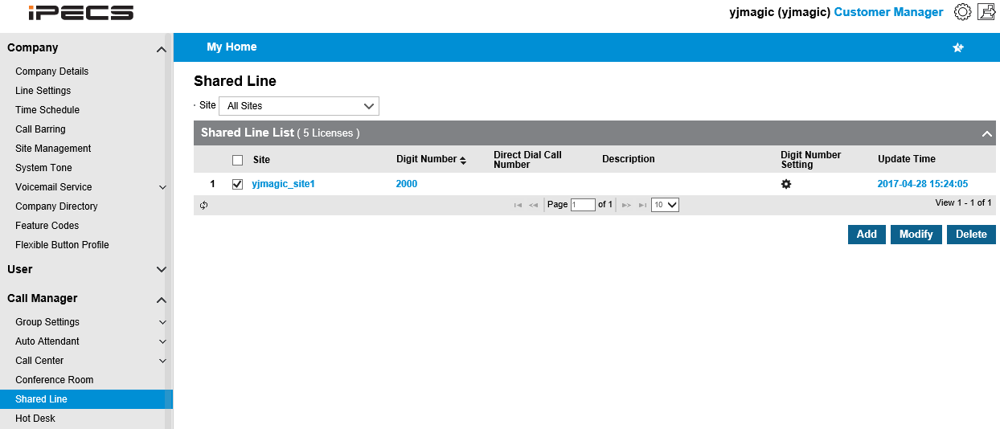 iPECS
yjmagic (yjmagic) Customer Manager
My Home
Company
Company Details
Line Settings
Time Schedule
Call Barring
Site Management
System Tone
Voicemail Service
Company Directory
Feature Codes
Flexible Button Profile
User
Call Manager
Group Settings
Auto Attendant
Call Center
Conference Room
Shared Line
Hot Desk
Shared Line
· Site All Sites
Shared Line List ( 5 Licenses )
Site Digit Number Direct Dial Call Number Description Digit Number Setting Update Time
1 yjmagic_site1 2000 2017-04-28 15:24:05
Page 1 of 1 10 View 1 - 1 of 1
Add Modify Delete